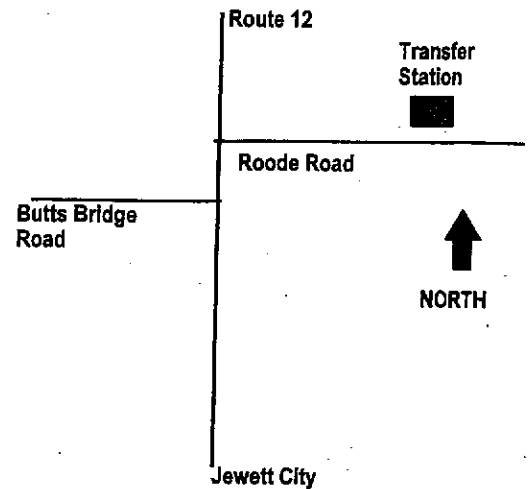 Route 12
Transfer
Station
Roode Road
Butts Bridge
Road
NORTH
Jewett City